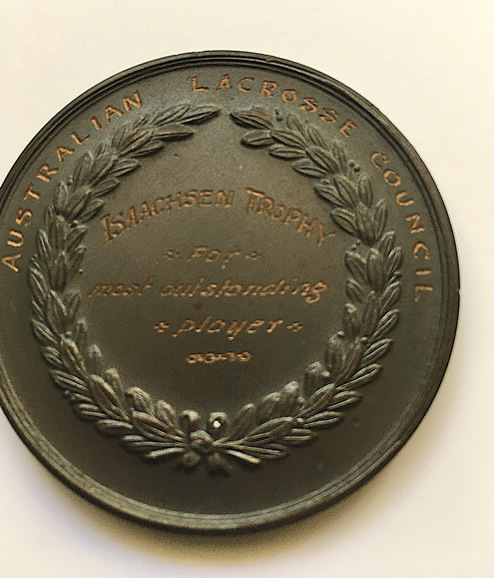 AUSTRALIAN LACROSSE COUNCIL
ISAACHSEN TROPHY
For
most outstanding
player